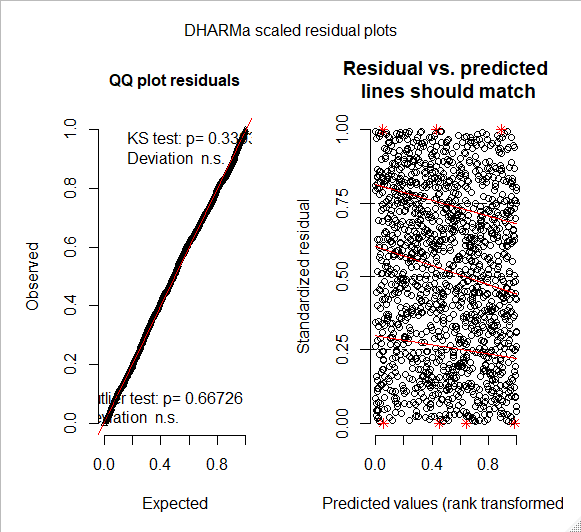 DHARMa scaled residual plots
QQ plot residuals
KS test: p= 0.33
Deviation n.s.
Observed
1.0
0.8
0.6
0.4
0.2
0.0
utlier test: p= 0.66726
eviation n.s.
0.0
0.4
0.8
Expected
Residual vs. predicted
lines should match
Standardized residual
1.00
0.75
0.50
0.25
0.00
0.0
0.4
0.8
Predicted values (rank transformed